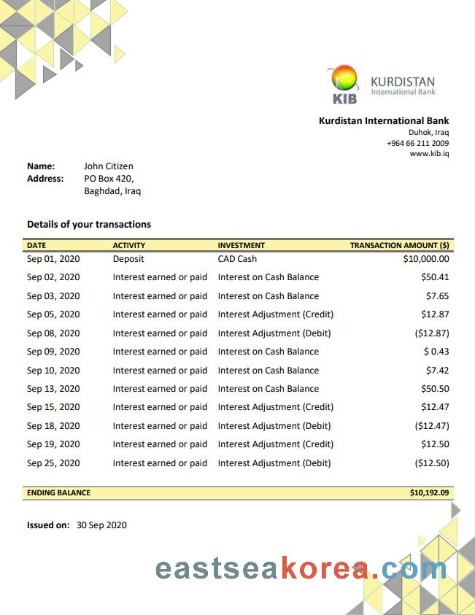 KIB
KURDISTAN
International Bank
Kurdistan International Bank
Duhok, Iraq
+964 66 211 2009
www.kib.iq
Name: John Citizen
Address: PO Box 420,
Baghdad, Iraq
Details of your transactions
DATE ACTIVITY INVESTMENT TRANSACTION AMOUNT ($)
Sep 01, 2020 Deposit CAD Cash $10,000.00
Sep 02, 2020 Interest earned or paid Interest on Cash Balance $50.41
Sep 03, 2020 Interest earned or paid Interest on Cash Balance $7.65
Sep 05, 2020 Interest earned or paid Interest Adjustment (Credit) $12.87
Sep 08, 2020 Interest earned or paid Interest Adjustment (Debit) ($12.87)
Sep 09, 2020 Interest earned or paid Interest on Cash Balance $ 0.43
Sep 10, 2020 Interest earned or paid Interest on Cash Balance $7.42
Sep 13, 2020 Interest earned or paid Interest on Cash Balance $50.50
Sep 15, 2020 Interest earned or paid Interest Adjustment (Credit) $12.47
Sep 18, 2020 Interest earned or paid Interest Adjustment (Debit) ($12.47)
Sep 19, 2020 Interest earned or paid Interest Adjustment (Credit) $12.50
Sep 25, 2020 Interest earned or paid Interest Adjustment (Debit) ($12.50)
ENDING BALANCE $10,192.09
Issued on: 30 Sep 2020
eastseakorea.com